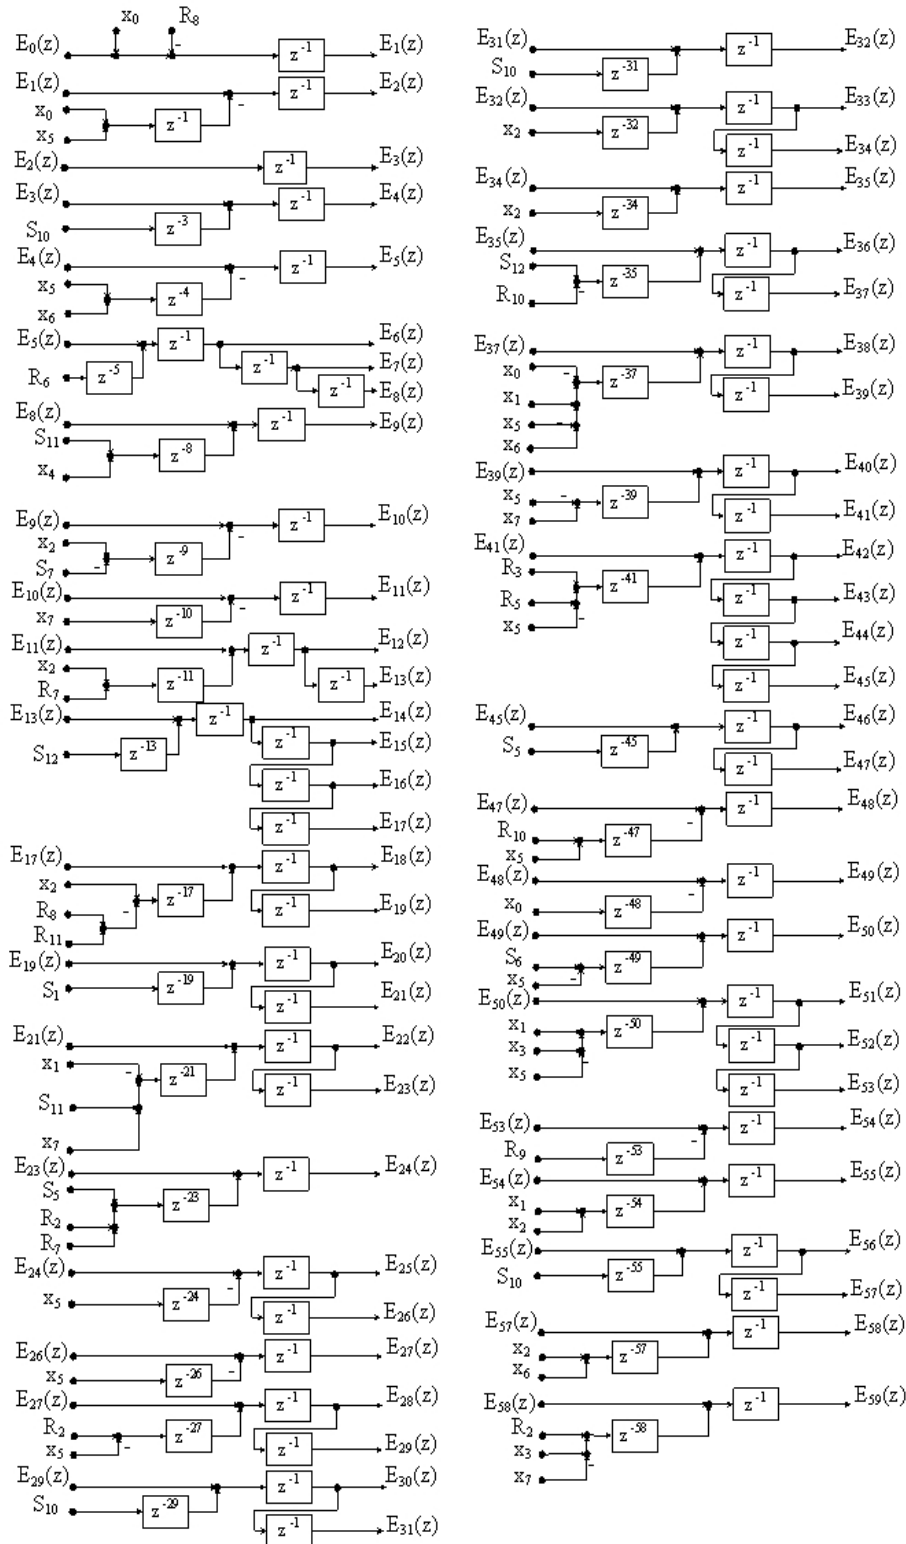 x₀ R₈
E₀(z) - z⁻¹ E₁(z)
E₁(z) z⁻¹ E₂(z)
x₀ z⁻¹ -
x₅
E₂(z) z⁻¹ E₃(z)
E₃(z) z⁻¹ E₄(z)
S₁₀ z⁻³
E₄(z) z⁻¹ E₅(z)
x₅ z⁻⁴ -
x₆
E₅(z) z⁻¹ E₆(z)
R₆ z⁻⁵ z⁻¹ E₇(z)
z⁻¹ E₈(z)
E₈(z) z⁻¹ E₉(z)
S₁₁ z⁻⁸
x₄
E₉(z) z⁻¹ E₁₀(z)
x₂ z⁻⁹ -
S₇ -
E₁₀(z) z⁻¹ E₁₁(z)
x₇ z⁻¹⁰ -
E₁₁(z) z⁻¹ E₁₂(z)
x₂ z⁻¹¹ z⁻¹ E₁₃(z)
R₇
E₁₃(z) z⁻¹ E₁₄(z)
S₁₂ z⁻¹³ z⁻¹ E₁₅(z)
z⁻¹ E₁₆(z)
z⁻¹ E₁₇(z)
E₁₇(z) z⁻¹ E₁₈(z)
x₂ z⁻¹⁷
R₈ - z⁻¹ E₁₉(z)
R₁₁
E₁₉(z) z⁻¹ E₂₀(z)
S₁ z⁻¹⁹ z⁻¹ E₂₁(z)
E₂₁(z) z⁻¹ E₂₂(z)
x₁ - z⁻²¹ z⁻¹ E₂₃(z)
S₁₁
x₇
E₂₃(z) z⁻¹ E₂₄(z)
S₅ z⁻²³
R₂
R₇
E₂₄(z) z⁻¹ E₂₅(z)
x₅ z⁻²⁴ - z⁻¹ E₂₆(z)
E₂₆(z) z⁻¹ E₂₇(z)
x₅ z⁻²⁶ -
E₂₇(z) z⁻¹ E₂₈(z)
R₂ z⁻²⁷ z⁻¹ E₂₉(z)
x₅ -
E₂₉(z) z⁻¹ E₃₀(z)
S₁₀ z⁻²⁹ z⁻¹ E₃₁(z)
E₃₁(z) z⁻¹ E₃₂(z)
S₁₀ z⁻³¹
E₃₂(z) z⁻¹ E₃₃(z)
x₂ z⁻³² z⁻¹ E₃₄(z)
E₃₄(z) z⁻¹ E₃₅(z)
x₂ z⁻³⁴
E₃₅(z) z⁻¹ E₃₆(z)
S₁₂ z⁻³⁵ z⁻¹ E₃₇(z)
R₁₀ -
E₃₇(z) z⁻¹ E₃₈(z)
x₀ - z⁻³⁷ z⁻¹ E₃₉(z)
x₁
x₅ -
x₆
E₃₉(z) z⁻¹ E₄₀(z)
x₅ - z⁻³⁹ z⁻¹ E₄₁(z)
x₇
E₄₁(z) z⁻¹ E₄₂(z)
R₃ z⁻⁴¹ z⁻¹ E₄₃(z)
R₅ z⁻¹ E₄₄(z)
x₅ - z⁻¹ E₄₅(z)
E₄₅(z) z⁻¹ E₄₆(z)
S₅ z⁻⁴⁵ z⁻¹ E₄₇(z)
E₄₇(z) z⁻¹ E₄₈(z)
R₁₀ z⁻⁴⁷ -
x₅
E₄₈(z) z⁻¹ E₄₉(z)
x₀ z⁻⁴⁸ -
E₄₉(z) z⁻¹ E₅₀(z)
S₆ z⁻⁴⁹
x₅ -
E₅₀(z) z⁻¹ E₅₁(z)
x₁ z⁻⁵⁰ z⁻¹ E₅₂(z)
x₃
x₅ - z⁻¹ E₅₃(z)
E₅₃(z) z⁻¹ E₅₄(z)
R₉ z⁻⁵³ -
E₅₄(z) z⁻¹ E₅₅(z)
x₁ z⁻⁵⁴
x₂
E₅₅(z) z⁻¹ E₅₆(z)
S₁₀ z⁻⁵⁵ z⁻¹ E₅₇(z)
E₅₇(z) z⁻¹ E₅₈(z)
x₂ z⁻⁵⁷
x₆
E₅₈(z) z⁻¹ E₅₉(z)
R₂ z⁻⁵⁸
x₃
x₇ -